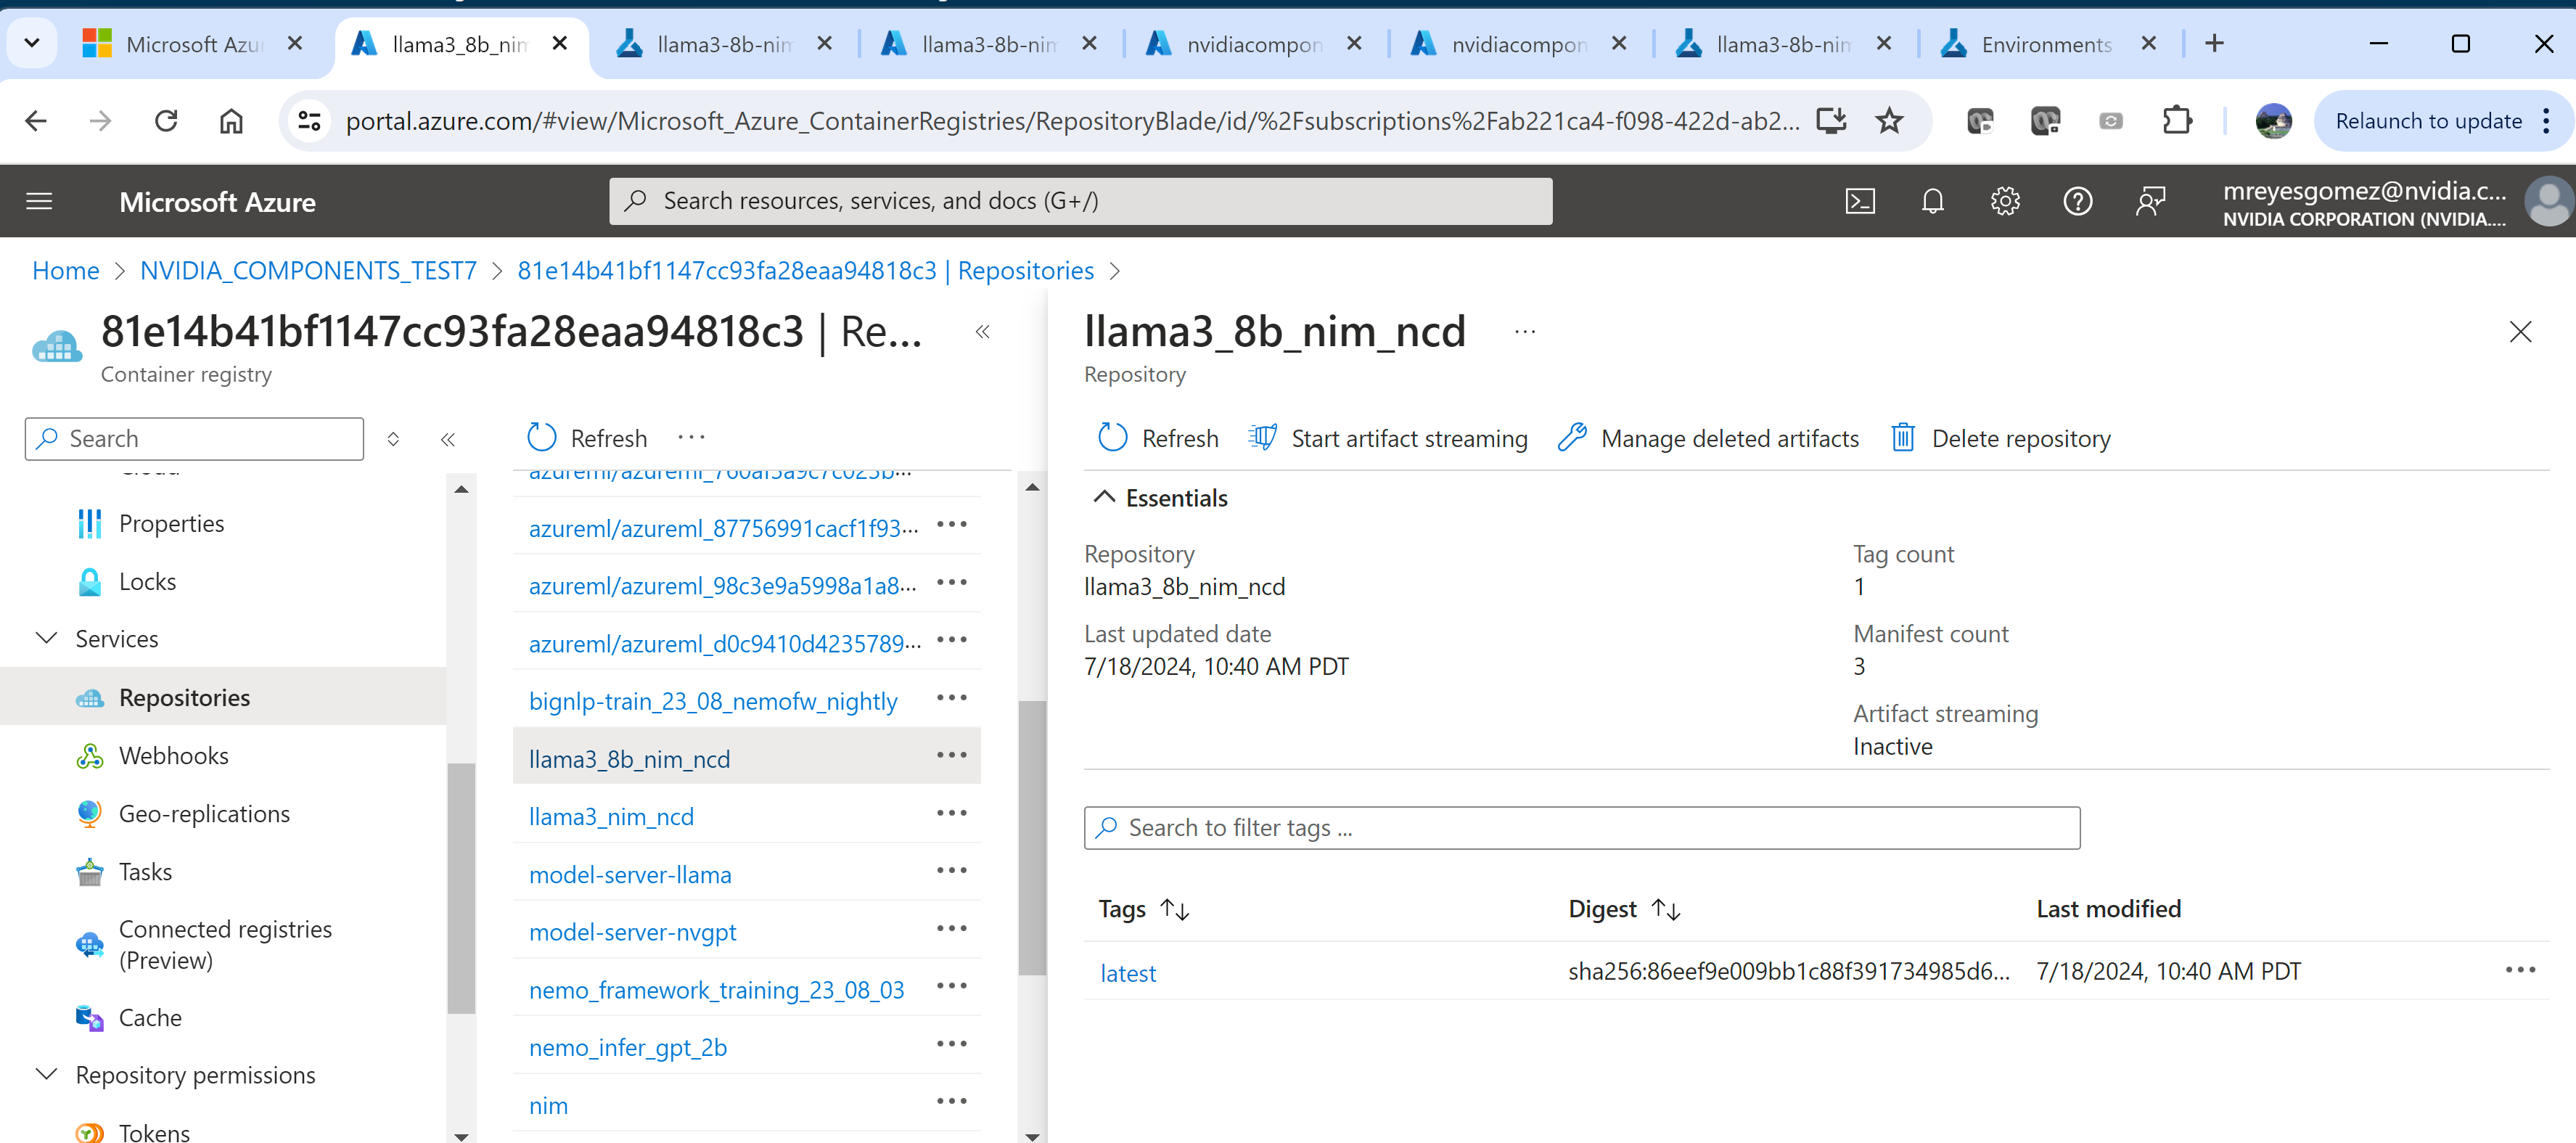 Microsoft Azu
llama3_8b_nim
llama3-8b-nim
llama3-8b-nim
nvidiacompon
nvidiacompon
llama3-8b-nim
Environments
portal.azure.com/#view/Microsoft_Azure_ContainerRegistries/RepositoryBlade/id/%2Fsubscriptions%2Fab221ca4-f098-422d-ab2...
Relaunch to update
Microsoft Azure
Search resources, services, and docs (G+/)
mreyesgomez@nvidia.c...
NVIDIA CORPORATION (NVIDIA....
Home > NVIDIA_COMPONENTS_TEST7 > 81e14b41bf1147cc93fa28eaa94818c3 | Repositories >
81e14b41bf1147cc93fa28eaa94818c3 | Re...
Container registry
Search
Properties
Locks
Services
Repositories
Webhooks
Geo-replications
Tasks
Connected registries
(Preview)
Cache
Repository permissions
Tokens
Refresh
azureml/azureml_87756991cacf1f93...
azureml/azureml_98c3e9a5998a1a8...
azureml/azureml_d0c9410d4235789...
bignlp-train_23_08_nemofw_nightly
llama3_8b_nim_ncd
llama3_nim_ncd
model-server-llama
model-server-nvgpt
nemo_framework_training_23_08_03
nemo_infer_gpt_2b
nim
llama3_8b_nim_ncd
Repository
Refresh
Start artifact streaming
Manage deleted artifacts
Delete repository
Essentials
Repository
llama3_8b_nim_ncd
Last updated date
7/18/2024, 10:40 AM PDT
Tag count
1
Manifest count
3
Artifact streaming
Inactive
Search to filter tags ...
Tags
Digest
Last modified
latest
sha256:86eef9e009bb1c88f391734985d6...
7/18/2024, 10:40 AM PDT